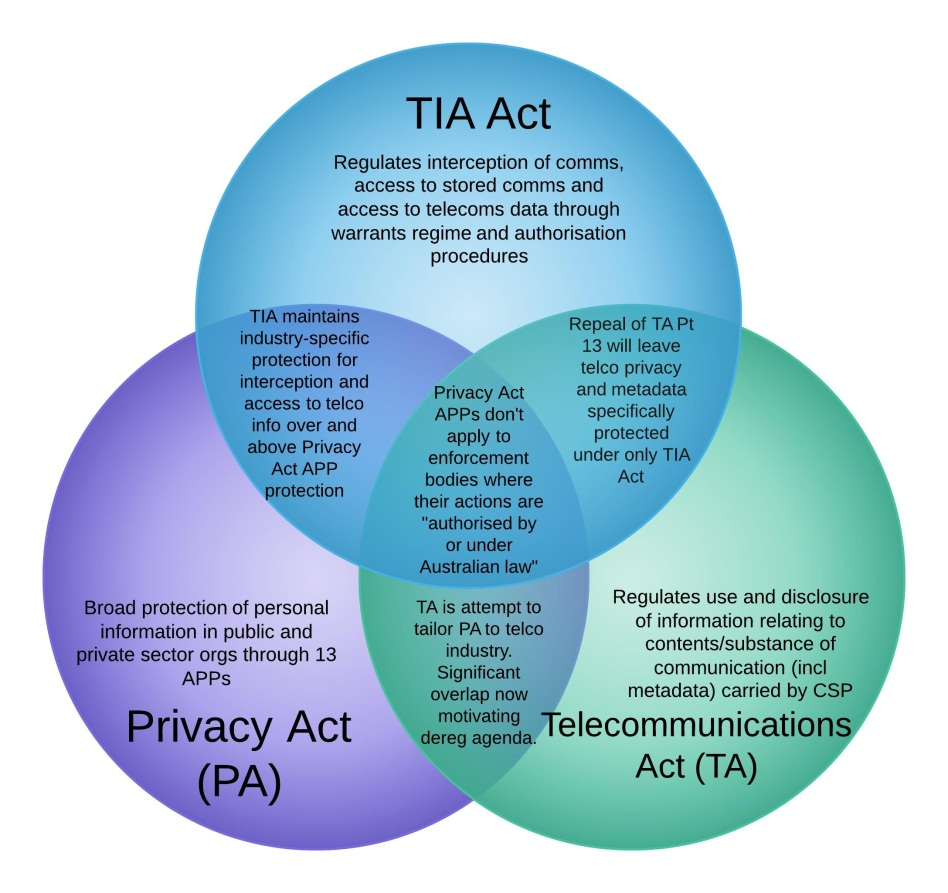 TIA Act
Regulates interception of comms,
access to stored comms and
access to telecoms data through
warrants regime and authorisation
procedures
TIA maintains
industry-specific
protection for
interception and
access to telco
info over and
above Privacy
Act APP
protection
Repeal of TA Pt
13 will leave
telco privacy
and metadata
specifically
protected
under only TIA
Act
Privacy Act
APPs don't
apply to
enforcement
bodies where
their actions are
"authorised by
or under
Australian law"
Broad protection of personal
information in public and
private sector orgs through 13
APPs
Privacy Act
(PA)
TA is attempt to
tailor PA to telco
industry.
Significant
overlap now
motivating
dereg agenda.
Regulates use and disclosure
of information relating to
contents/substance of
communication (incl
metadata) carried by CSP
Telecommunications
Act (TA)